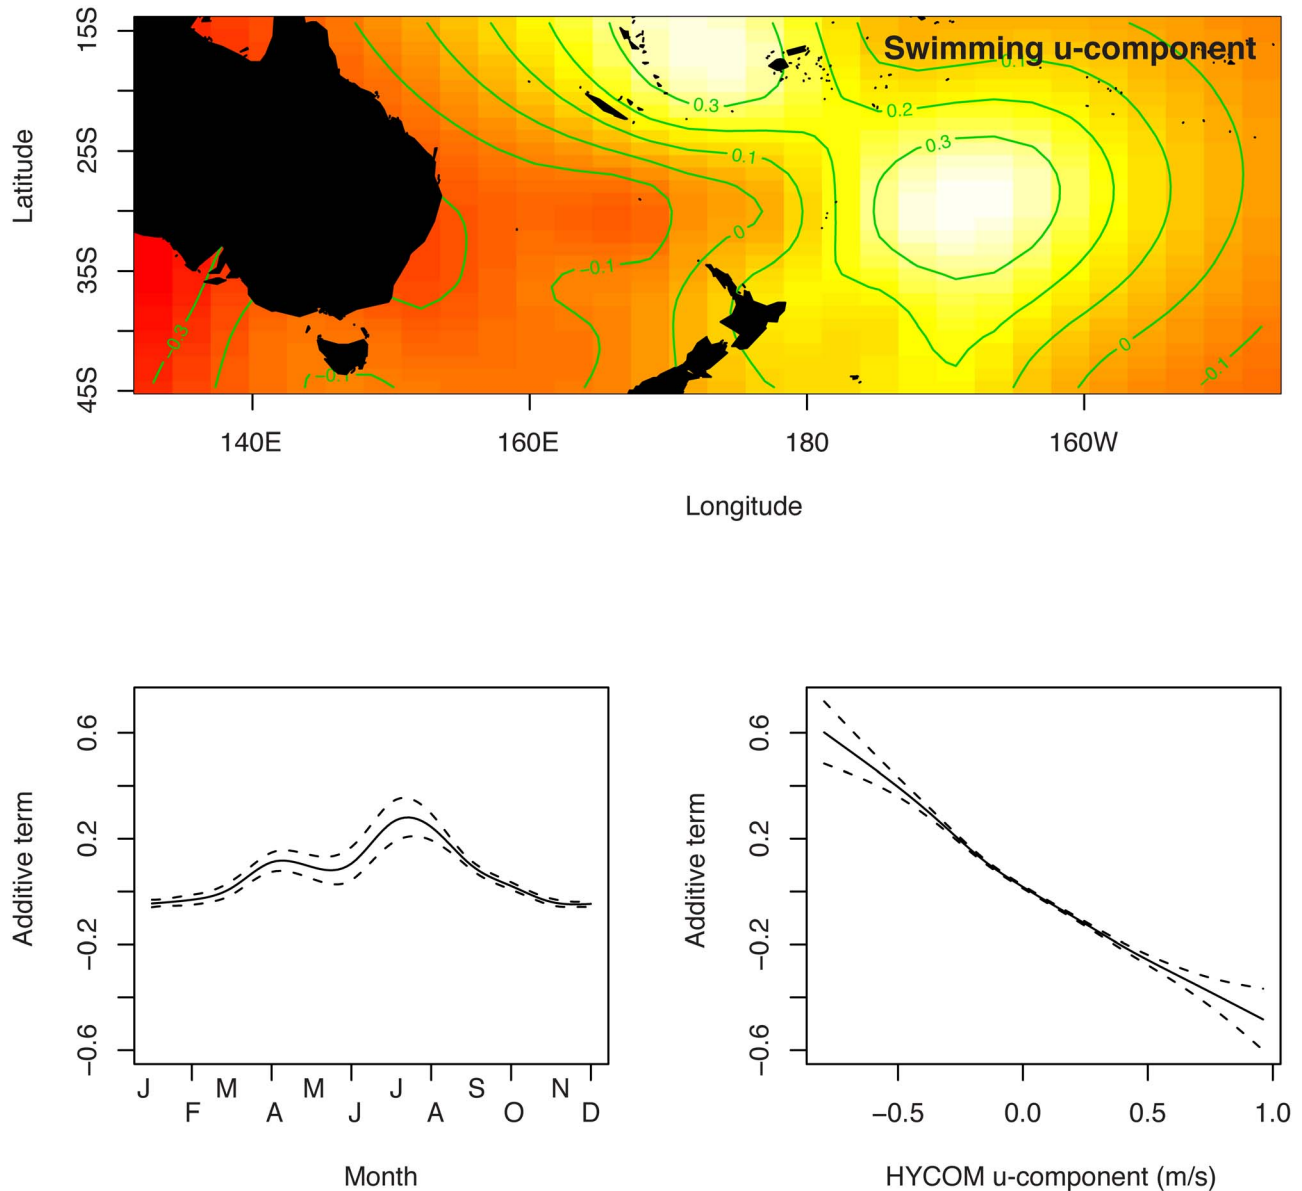 Swimming u-component
15S
25S
35S
45S
Latitude
0.3
0.1
0.2
0.3
0.1
0
−0.1
−0.3
−0.1
0
−0.1
140E
160E
180
160W
Longitude
0.6
0.2
−0.2
−0.6
Additive term
J
M
M
J
S
N
F
A
J
A
O
D
Month
0.6
0.2
−0.2
−0.6
Additive term
−0.5
0.0
0.5
1.0
HYCOM u-component (m/s)